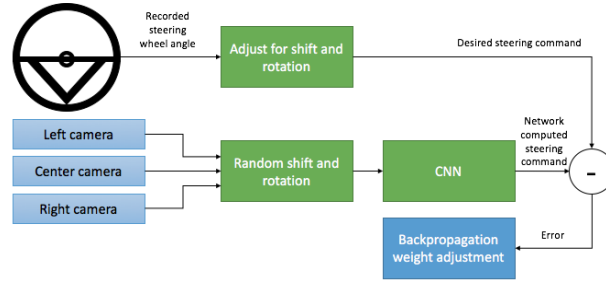 Recorded
steering
wheel angle
Adjust for shift and
rotation
Desired steering command
Left camera
Center camera
Right camera
Random shift and
rotation
CNN
Network
computed
steering
command
-
Error
Backpropagation
weight adjustment